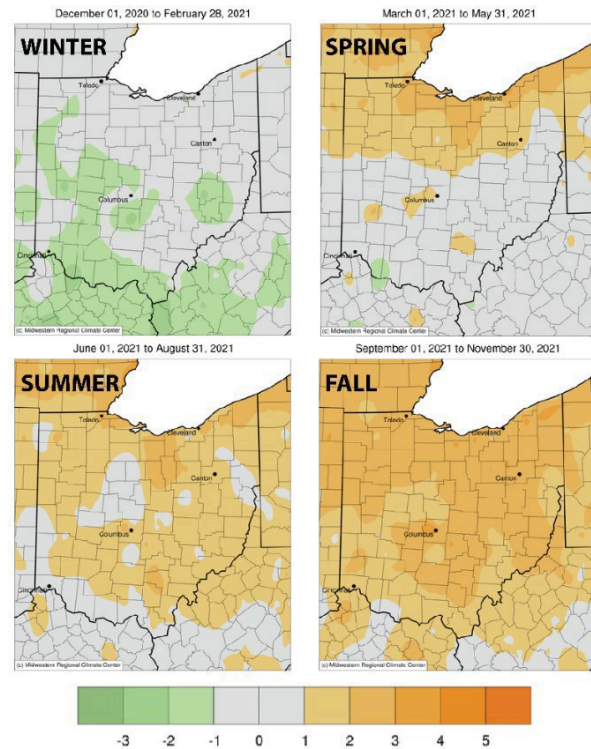 December 01, 2020 to February 28, 2021
WINTER
Toledo
Cleveland
Canton
Columbus
Cincinnati
(c) Midwestern Regional Climate Center
March 01, 2021 to May 31, 2021
SPRING
Toledo
Cleveland
Canton
Columbus
Cincinnati
(c) Midwestern Regional Climate Center
June 01, 2021 to August 31, 2021
SUMMER
Toledo
Cleveland
Canton
Columbus
Cincinnati
(c) Midwestern Regional Climate Center
September 01, 2021 to November 30, 2021
FALL
Toledo
Cleveland
Canton
Columbus
Cincinnati
(c) Midwestern Regional Climate Center
-3 -2 -1 0 1 2 3 4 5